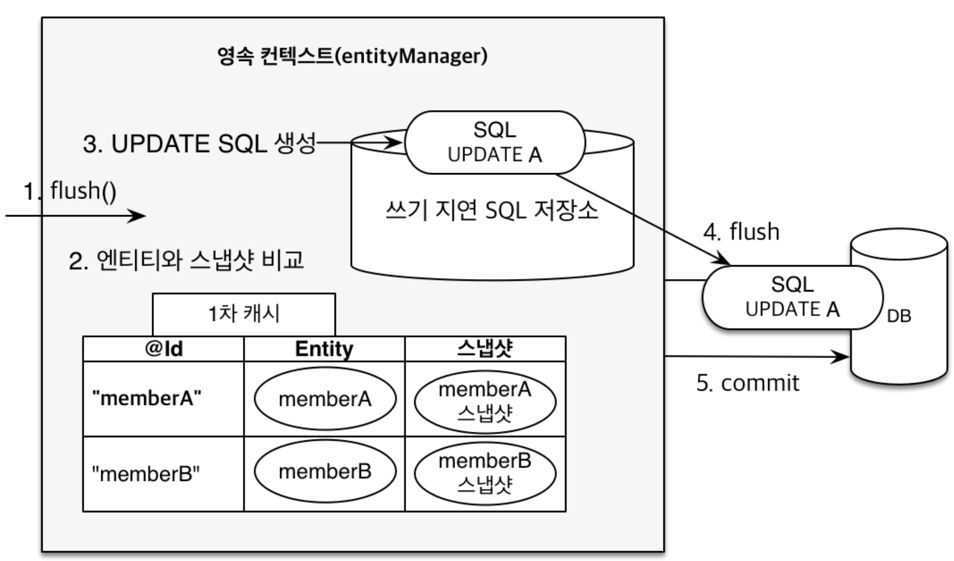 영속 컨텍스트(entityManager)
3. UPDATE SQL 생성
SQL
UPDATE A
1. flush()
쓰기 지연 SQL 저장소
2. 엔티티와 스냅샷 비교
4. flush
SQL
UPDATE A
DB
5. commit
1차 캐시
@Id Entity 스냅샷
"memberA" memberA memberA
스냅샷
"memberB" memberB memberB
스냅샷